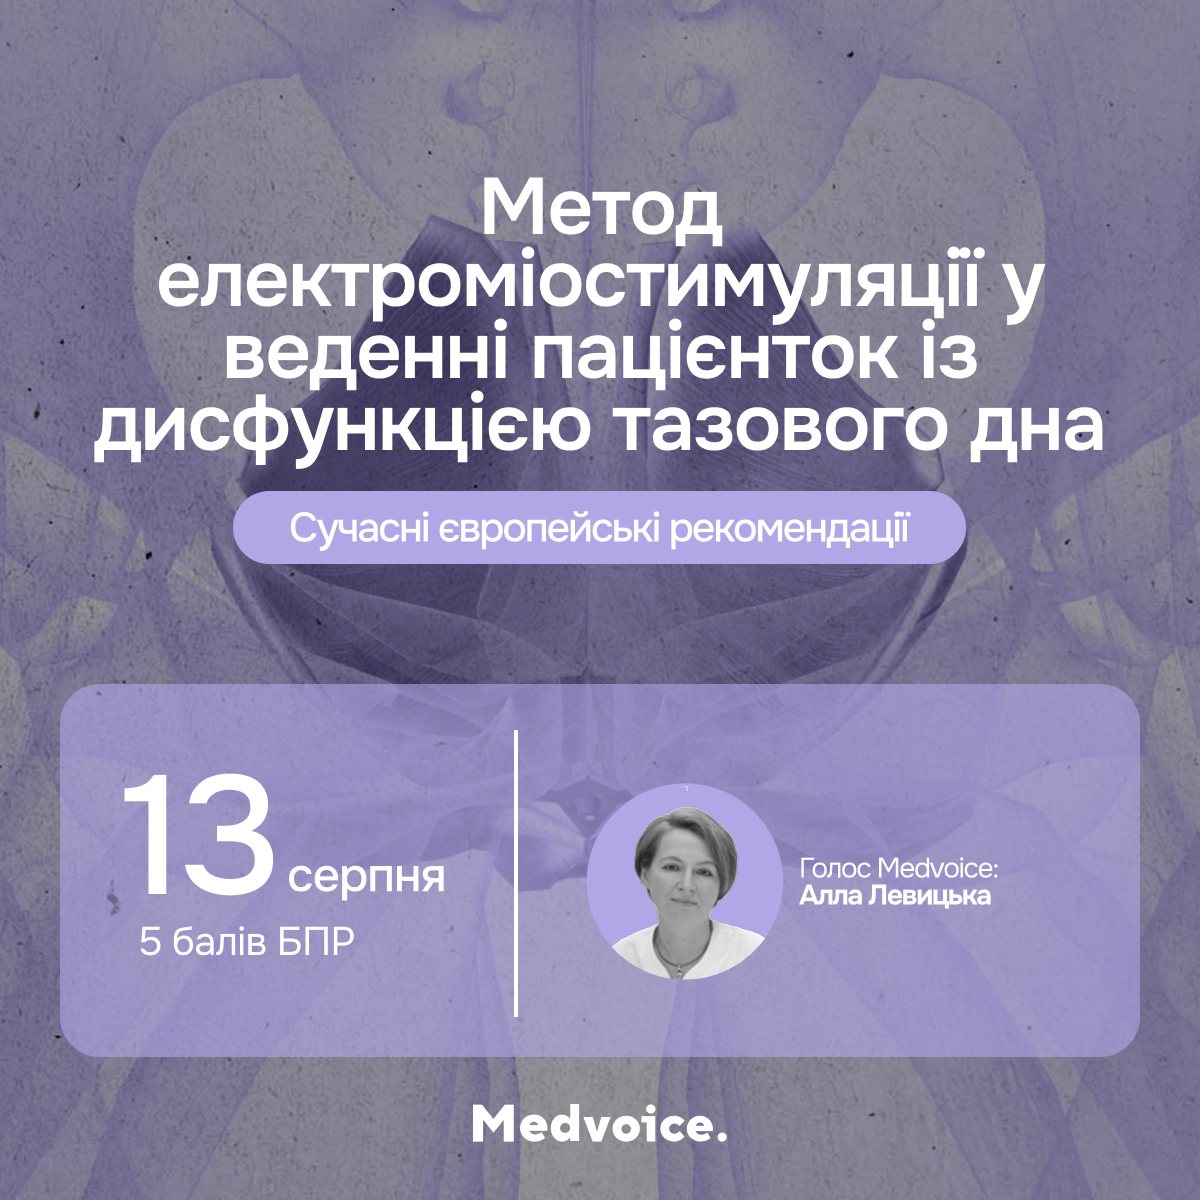 Метод
електроміостимуляції у
веденні пацієнток із
дисфункцією тазового дна
Сучасні європейські рекомендації
13 серпня
5 балів БПР
Голос Medvoice:
Алла Левицька
Medvoice.